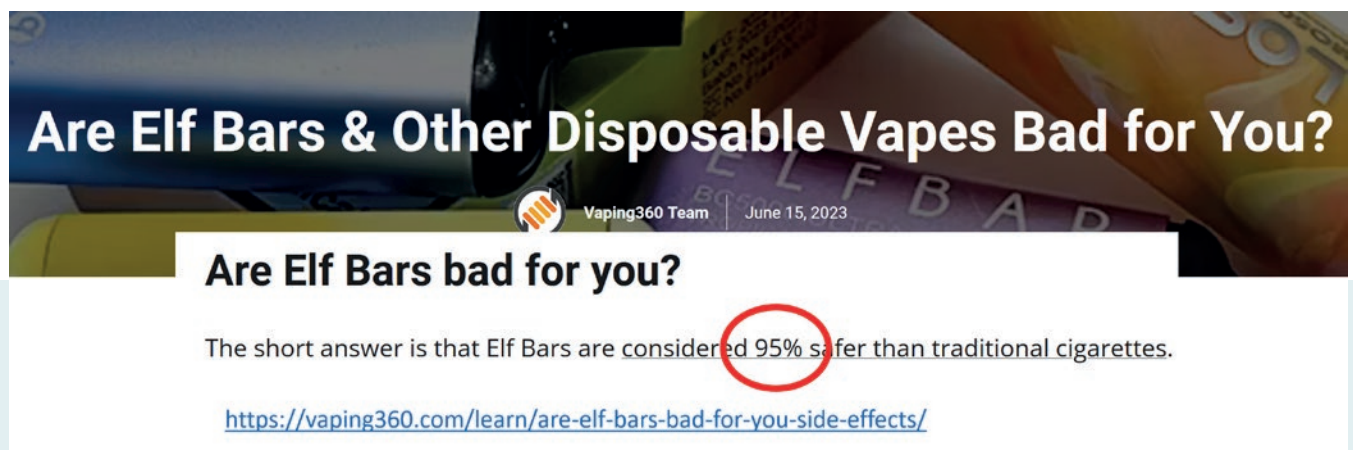 Are Elf Bars & Other Disposable Vapes Bad for You?
ELFBAR
Vaping360 Team | June 15, 2023
Are Elf Bars bad for you?
The short answer is that Elf Bars are considered 95% safer than traditional cigarettes.
https://vaping360.com/learn/are-elf-bars-bad-for-you-side-effects/